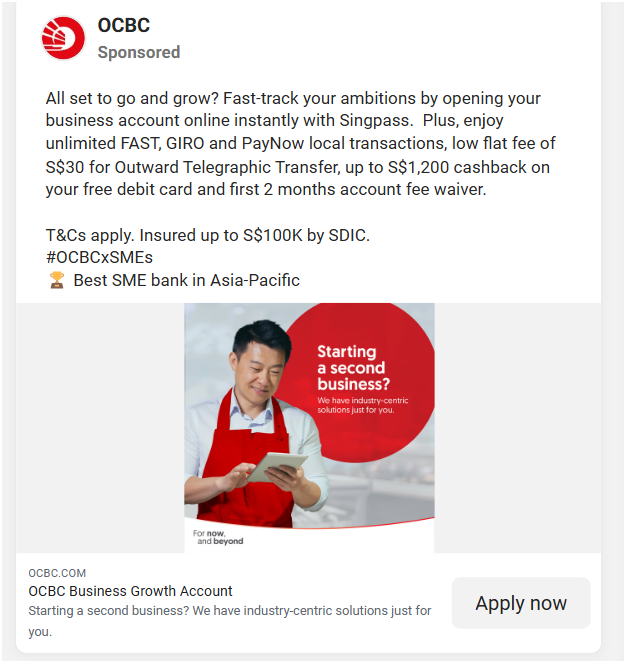 OCBC
Sponsored
All set to go and grow? Fast-track your ambitions by opening your
business account online instantly with Singpass.  Plus, enjoy
unlimited FAST, GIRO and PayNow local transactions, low flat fee of
S$30 for Outward Telegraphic Transfer, up to S$1,200 cashback on
your free debit card and first 2 months account fee waiver.
T&Cs apply. Insured up to S$100K by SDIC.
#OCBCxSMEs
🏆 Best SME bank in Asia-Pacific
Starting
a second
business?
We have industry-centric
solutions just for you.
For now,
and beyond
OCBC.COM
OCBC Business Growth Account
Starting a second business? We have industry-centric solutions just for
you.
Apply now